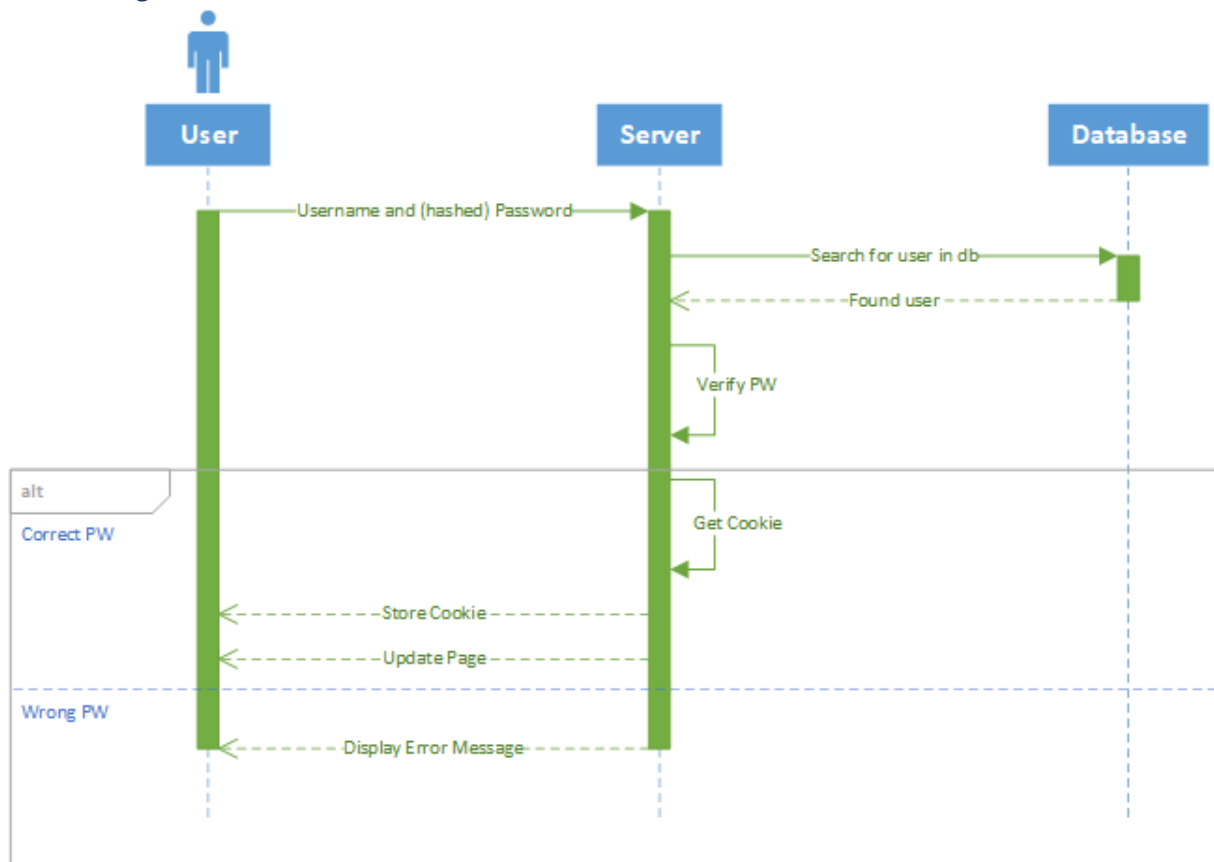 User
Server
Database
Username and (hashed) Password
Search for user in db
Found user
Verify PW
alt
Correct PW
Get Cookie
Store Cookie
Update Page
Wrong PW
Display Error Message